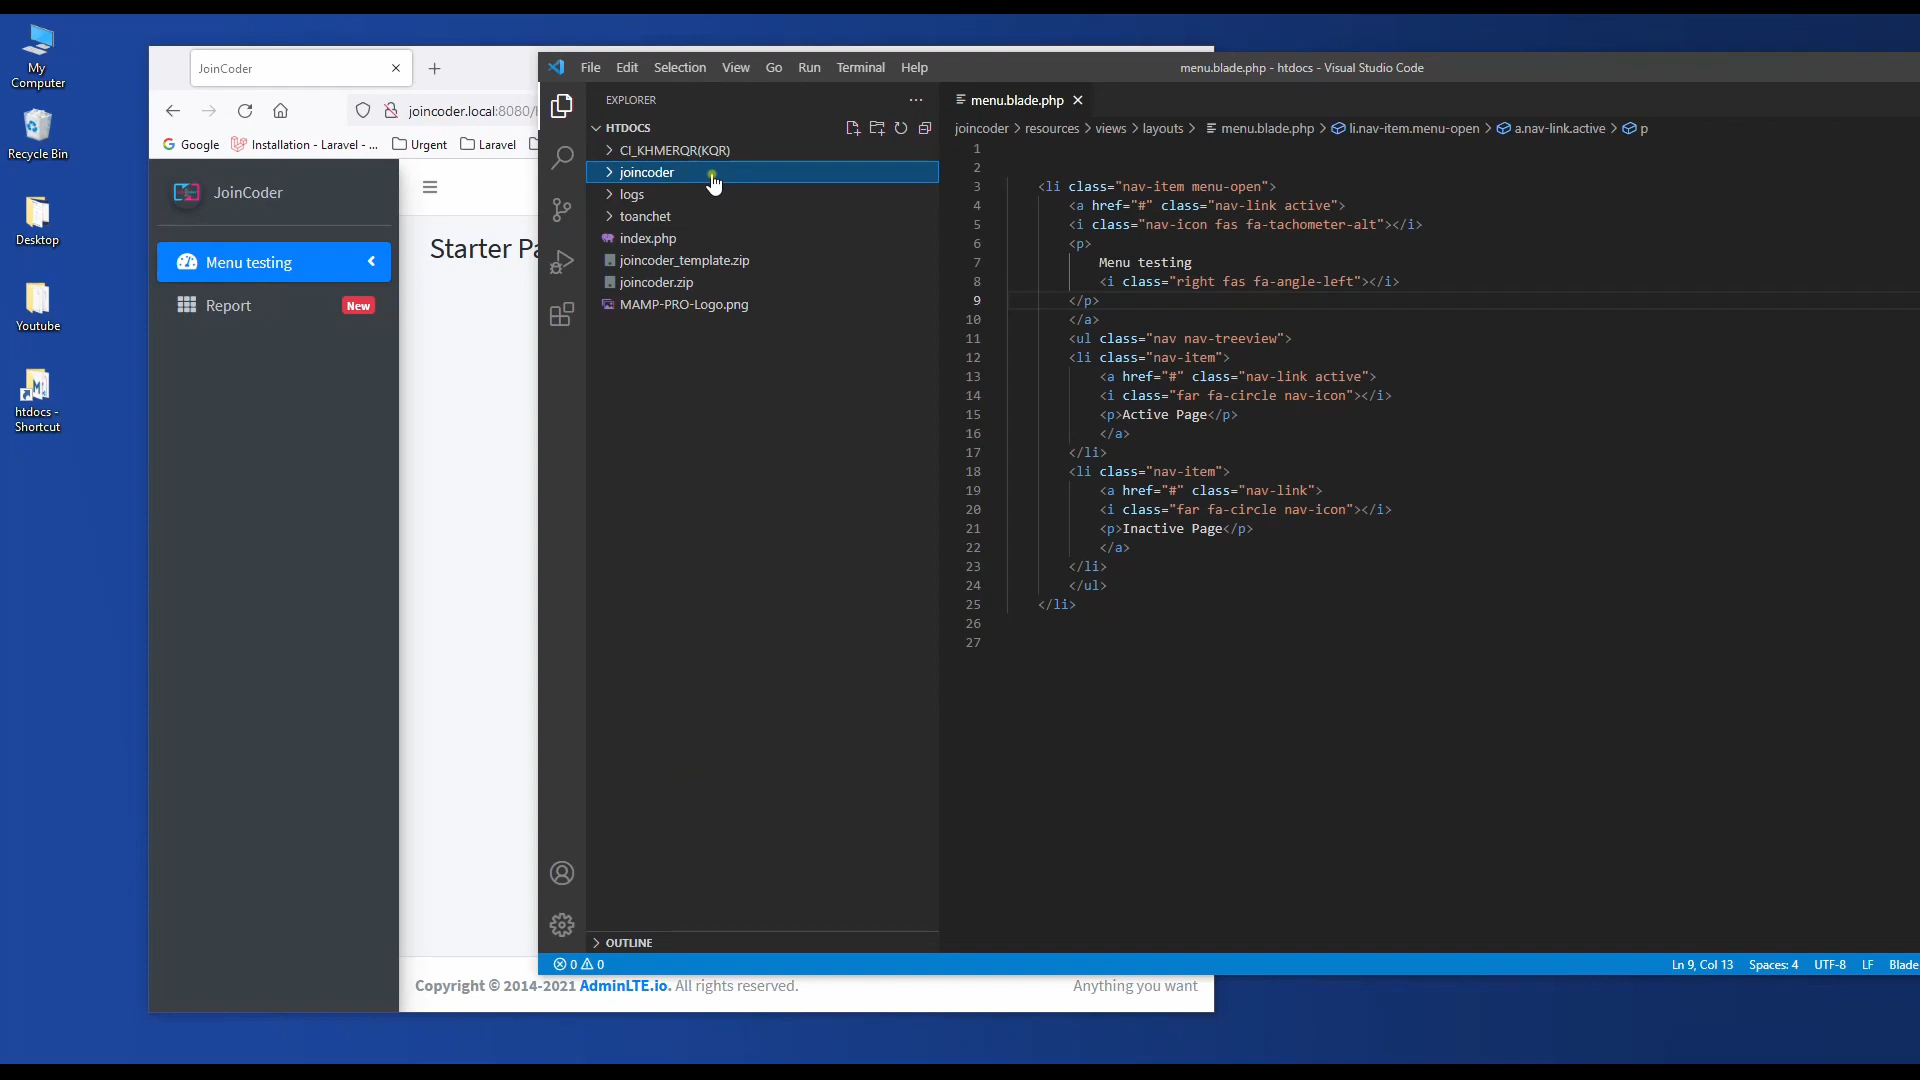 My
Computer
Recycle Bin
Desktop
Youtube
htdocs -
Shortcut
JoinCoder
joincoder.local:8080/
Google
Installation - Laravel - ...
Urgent
Laravel
JoinCoder
Menu testing
Report
New
Starter Pa
Copyright © 2014-2021 AdminLTE.io. All rights reserved.
Anything you want
File Edit Selection View Go Run Terminal Help
menu.blade.php - htdocs - Visual Studio Code
EXPLORER
HTDOCS
CI_KHMERQR(KQR)
joincoder
logs
toanchet
index.php
joincoder_template.zip
joincoder.zip
MAMP-PRO-Logo.png
OUTLINE
menu.blade.php
joincoder > resources > views > layouts > menu.blade.php > li.nav-item.menu-open > a.nav-link.active > p
1
2
3 <li class="nav-item menu-open">
4 <a href="#" class="nav-link active">
5 <i class="nav-icon fas fa-tachometer-alt"></i>
6 <p>
7 Menu testing
8 <i class="right fas fa-angle-left"></i>
9 </p>
10 </a>
11 <ul class="nav nav-treeview">
12 <li class="nav-item">
13 <a href="#" class="nav-link active">
14 <i class="far fa-circle nav-icon"></i>
15 <p>Active Page</p>
16 </a>
17 </li>
18 <li class="nav-item">
19 <a href="#" class="nav-link">
20 <i class="far fa-circle nav-icon"></i>
21 <p>Inactive Page</p>
22 </a>
23 </li>
24 </ul>
25 </li>
26
27
0 0
Ln 9, Col 13 Spaces: 4 UTF-8 LF Blade